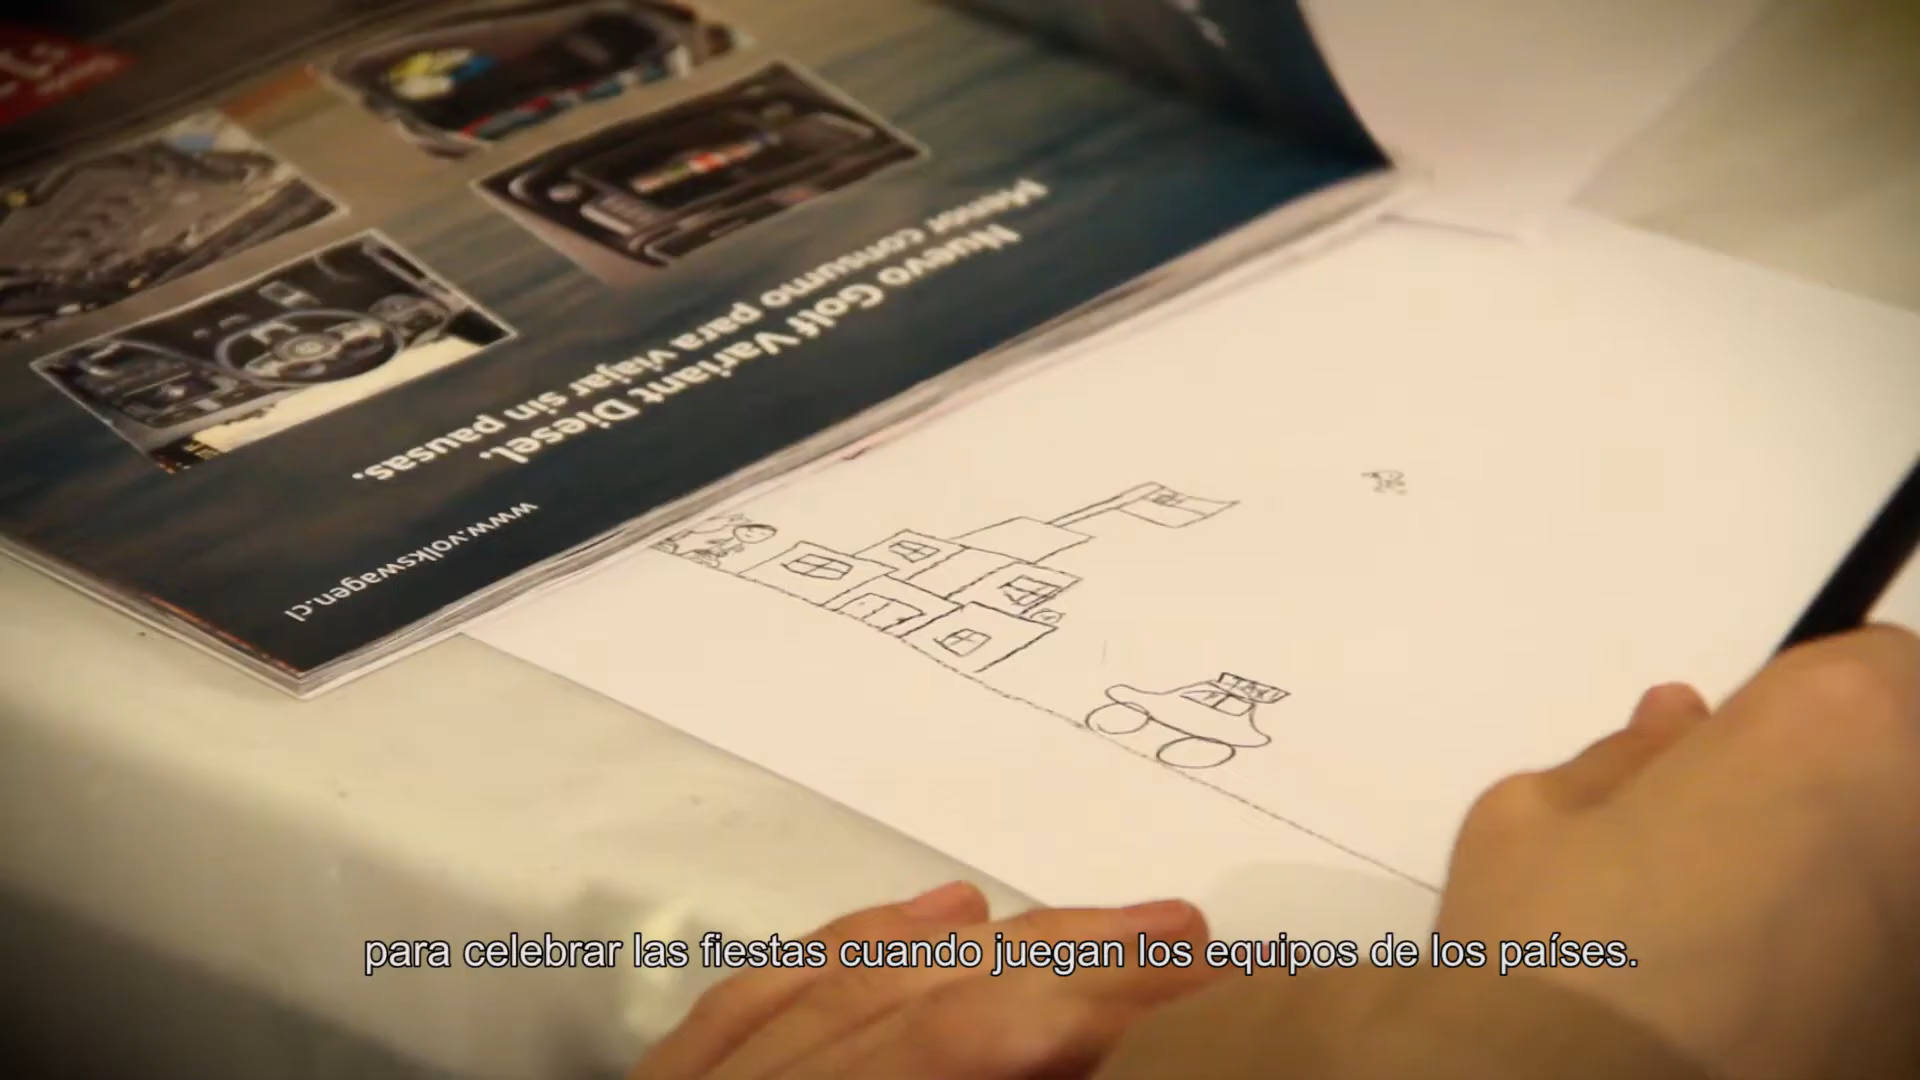 Nuevo Golf Variant Diesel.
Menor consumo para viajar sin pausas.
www.volkswagen.cl
TAXI
para celebrar las fiestas cuando juegan los equipos de los países.